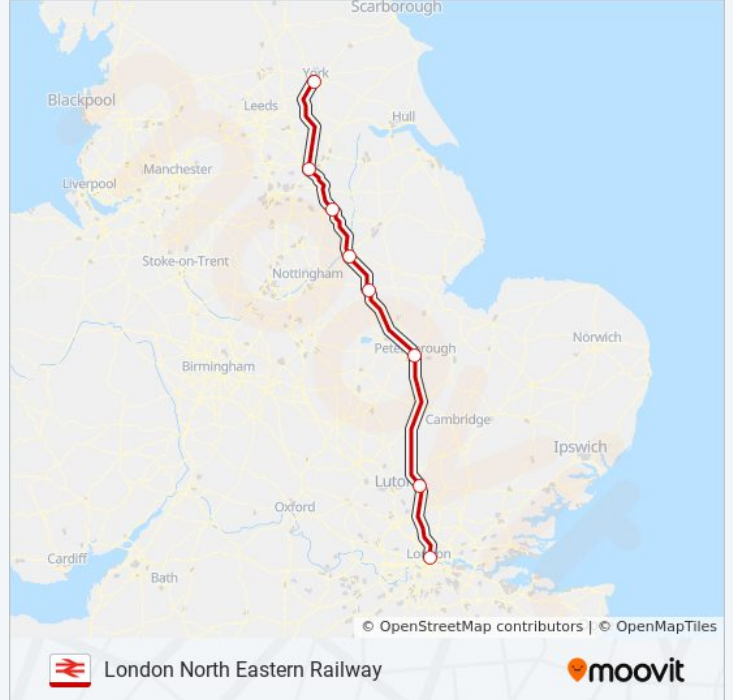 Scarborough
York
Blackpool
Leeds
Hull
Manchester
Liverpool
Stoke-on-Trent
Nottingham
Norwich
Peterborough
Birmingham
Cambridge
Ipswich
Luton
Oxford
London
Cardiff
Bath
© OpenStreetMap contributors | © OpenMapTiles
London North Eastern Railway
moovit